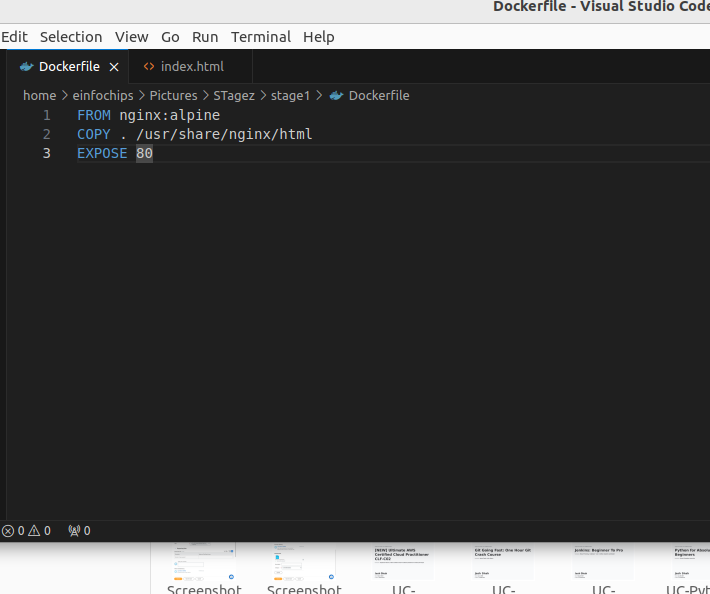 Dockerfile - Visual Studio Code
Edit Selection View Go Run Terminal Help
Dockerfile × <> index.html
home > einfochips > Pictures > STagez > stage1 > Dockerfile
1 FROM nginx:alpine
2 COPY . /usr/share/nginx/html
3 EXPOSE 80
0 0 0
[NEW] Ultimate AWS Certified Cloud Practitioner CLF-C02
Git Going Fast: One Hour Git Crash Course
Jenkins: Beginner To Pro
Python for Absolu
Beginners
Screenshot Screenshot UC- UC- UC- UC-Pyt